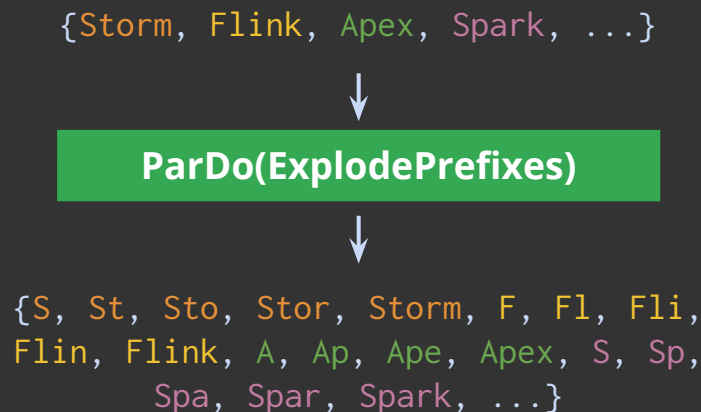 {Storm, Flink, Apex, Spark, ...}
ParDo(ExplodePrefixes)
{S, St, Sto, Stor, Storm, F, Fl, Fli,
Flin, Flink, A, Ap, Ape, Apex, S, Sp,
Spa, Spar, Spark, ...}